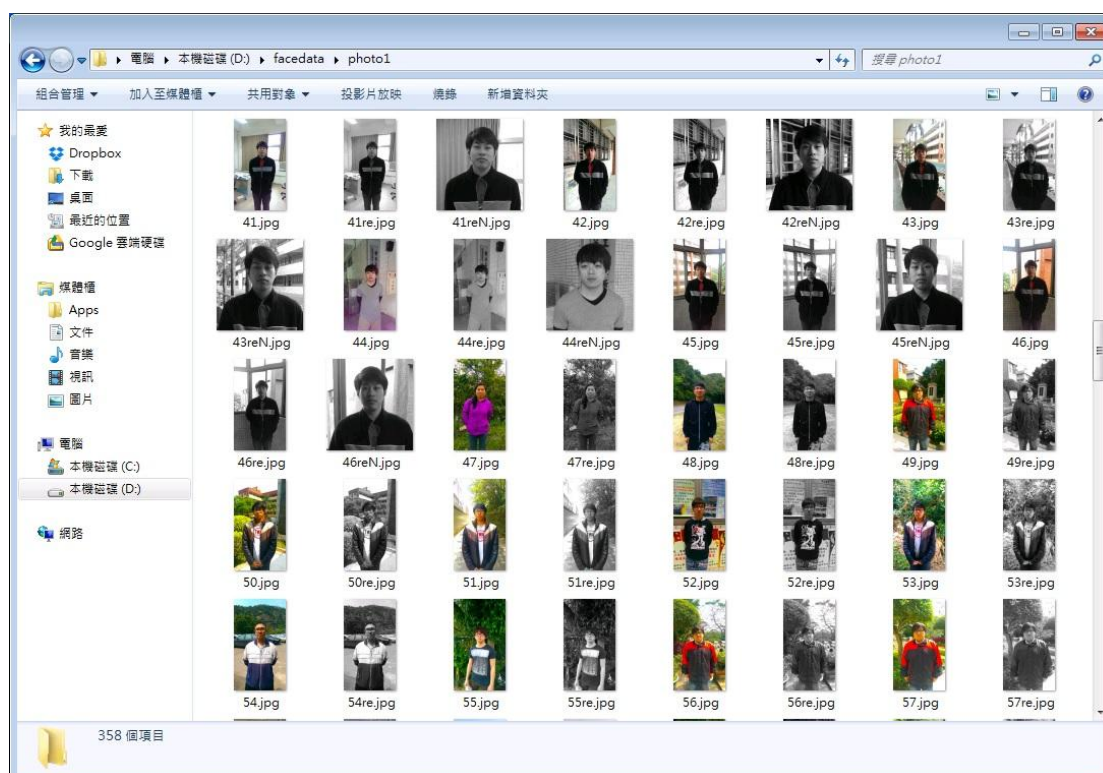 電腦 ▸ 本機磁碟 (D:) ▸ facedata ▸ photo1
搜尋 photo1
組合管理 加入至媒體櫃 共用對象 投影片放映 燒錄 新增資料夾
我的最愛
Dropbox
下載
桌面
最近的位置
Google 雲端硬碟
媒體櫃
Apps
文件
音樂
視訊
圖片
電腦
本機磁碟 (C:)
本機磁碟 (D:)
網路
41.jpg 41re.jpg 41reN.jpg 42.jpg 42re.jpg 42reN.jpg 43.jpg 43re.jpg
43reN.jpg 44.jpg 44re.jpg 44reN.jpg 45.jpg 45re.jpg 45reN.jpg 46.jpg
46re.jpg 46reN.jpg 47.jpg 47re.jpg 48.jpg 48re.jpg 49.jpg 49re.jpg
50.jpg 50re.jpg 51.jpg 51re.jpg 52.jpg 52re.jpg 53.jpg 53re.jpg
54.jpg 54re.jpg 55.jpg 55re.jpg 56.jpg 56re.jpg 57.jpg 57re.jpg
358 個項目